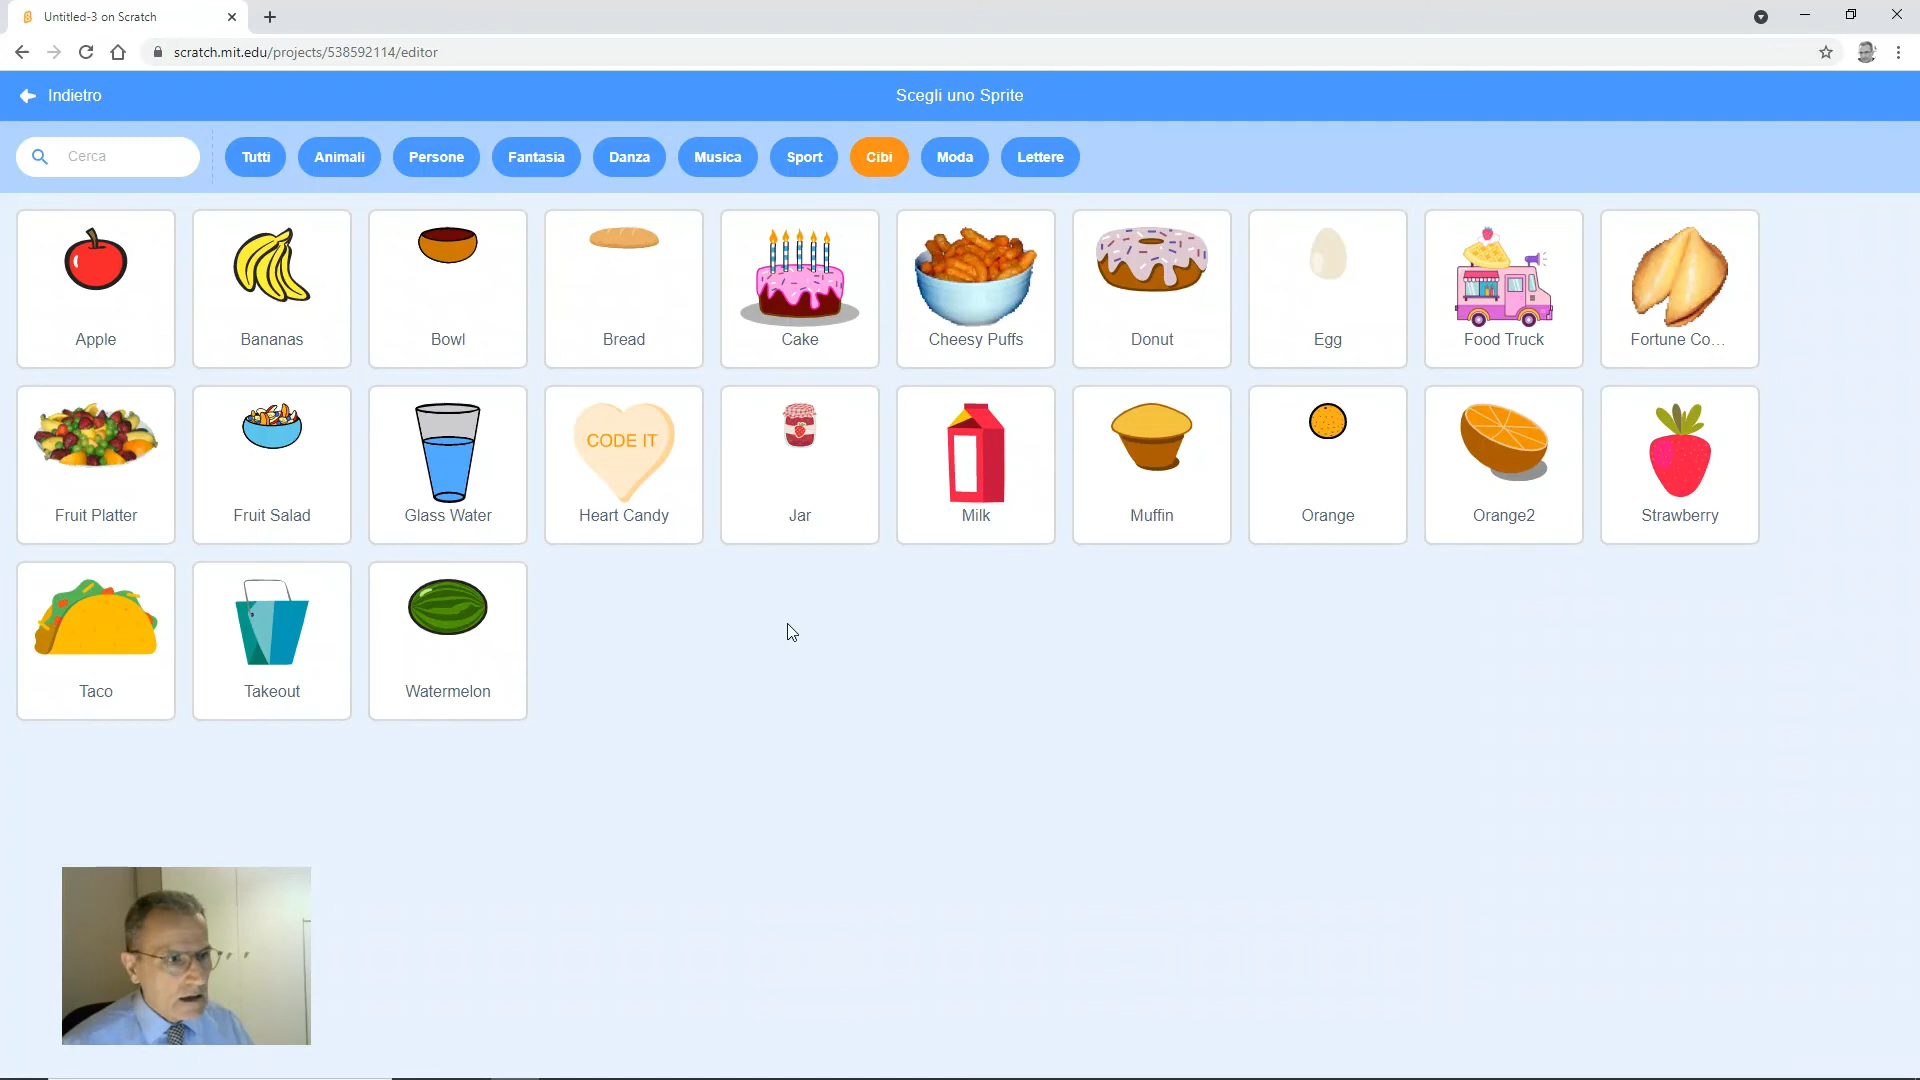 Untitled-3 on Scratch
scratch.mit.edu/projects/538592114/editor
Indietro
Scegli uno Sprite
Cerca
Tutti
Animali
Persone
Fantasia
Danza
Musica
Sport
Cibi
Moda
Lettere
Apple
Bananas
Bowl
Bread
Cake
Cheesy Puffs
Donut
Egg
Food Truck
Fortune Co...
CODE IT
Fruit Platter
Fruit Salad
Glass Water
Heart Candy
Jar
Milk
Muffin
Orange
Orange2
Strawberry
Taco
Takeout
Watermelon